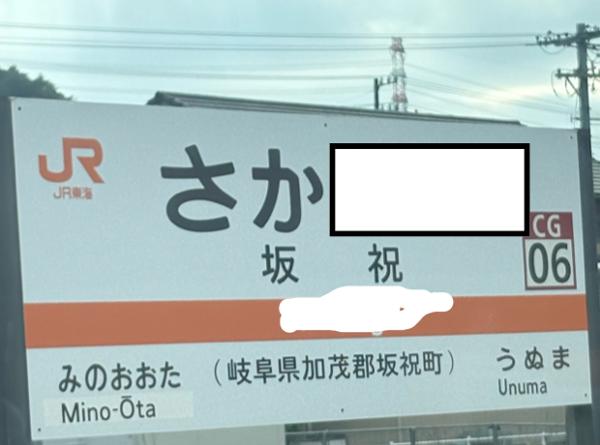 JR
JR東海
さか
坂祝
CG
06
みのおおた
（岐阜県加茂郡坂祝町）
うぬま
Mino-Ōta
Unuma